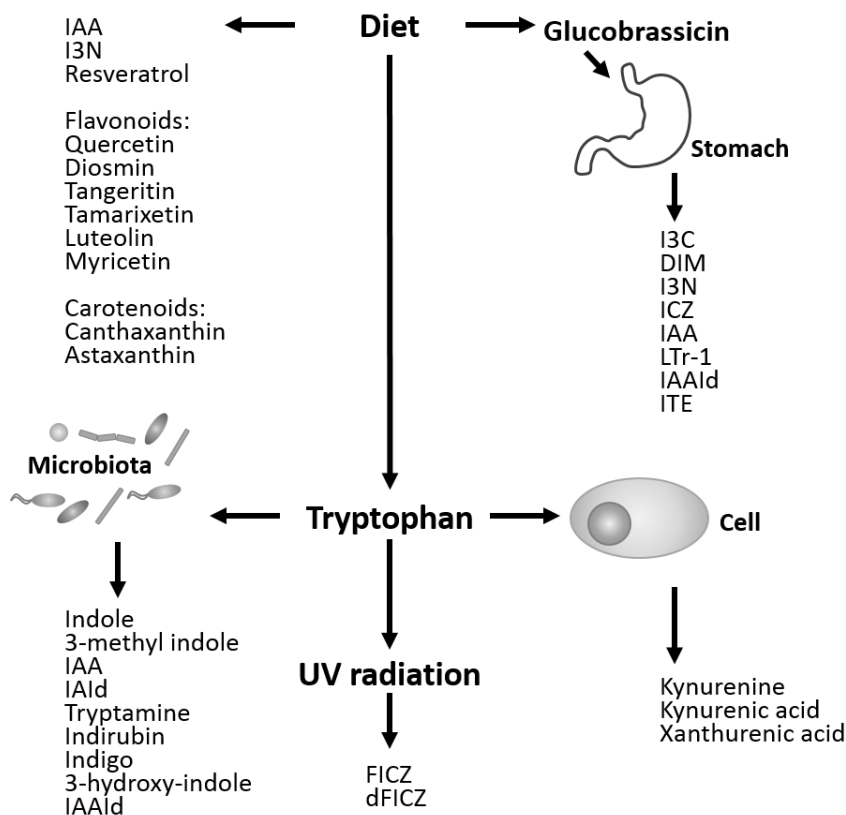 Diet
IAA
I3N
Resveratrol
Flavonoids:
Quercetin
Diosmin
Tangeritin
Tamarixetin
Luteolin
Myricetin
Carotenoids:
Canthaxanthin
Astaxanthin
Glucobrassicin
Stomach
I3C
DIM
I3N
ICZ
IAA
LTr-1
IAAld
ITE
Microbiota
Tryptophan
Cell
Indole
3-methyl indole
IAA
IAld
Tryptamine
Indirubin
Indigo
3-hydroxy-indole
IAAld
UV radiation
FICZ
dFICZ
Kynurenine
Kynurenic acid
Xanthurenic acid